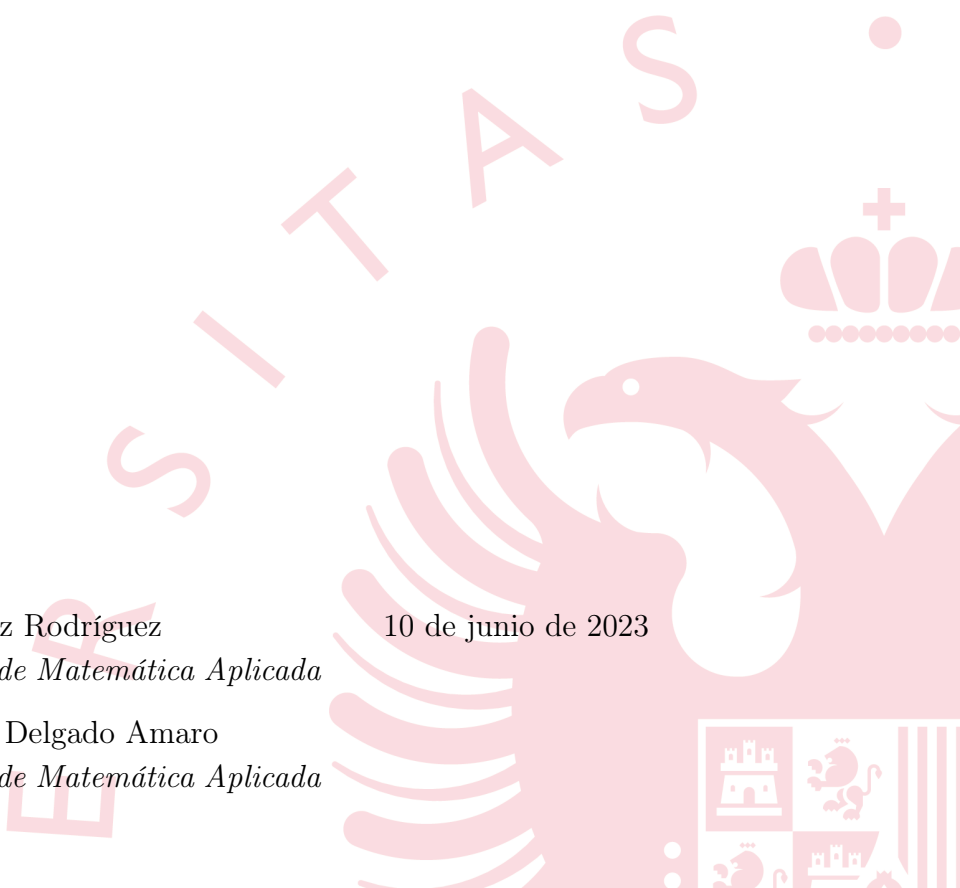 E R S I T A S •
z Rodríguez
10 de junio de 2023
de Matemática Aplicada
Delgado Amaro
de Matemática Aplicada